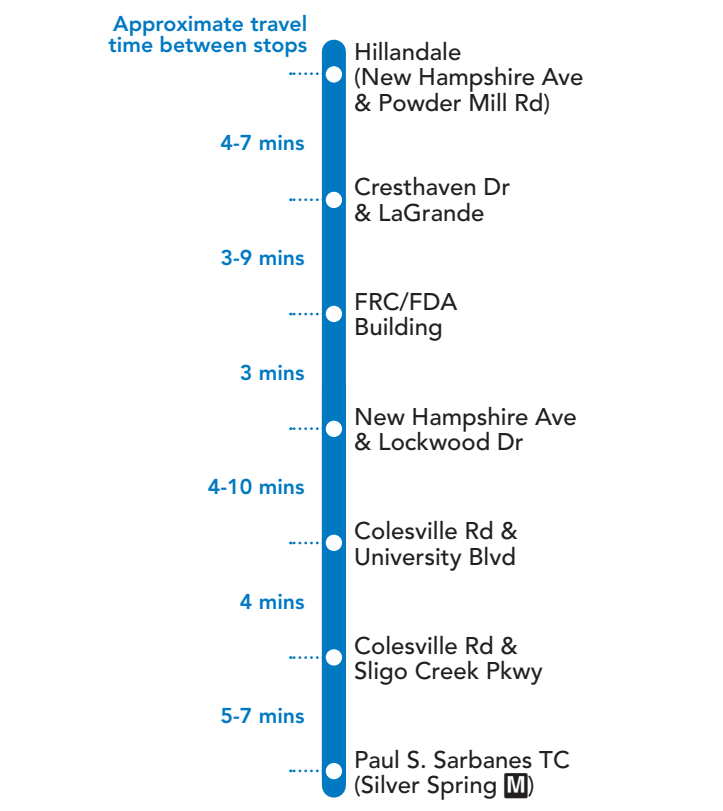 Approximate travel
time between stops
Hillandale
(New Hampshire Ave
& Powder Mill Rd)
4-7 mins
Cresthaven Dr
& LaGrande
3-9 mins
FRC/FDA
Building
3 mins
New Hampshire Ave
& Lockwood Dr
4-10 mins
Colesville Rd &
University Blvd
4 mins
Colesville Rd &
Sligo Creek Pkwy
5-7 mins
Paul S. Sarbanes TC
(Silver Spring M)